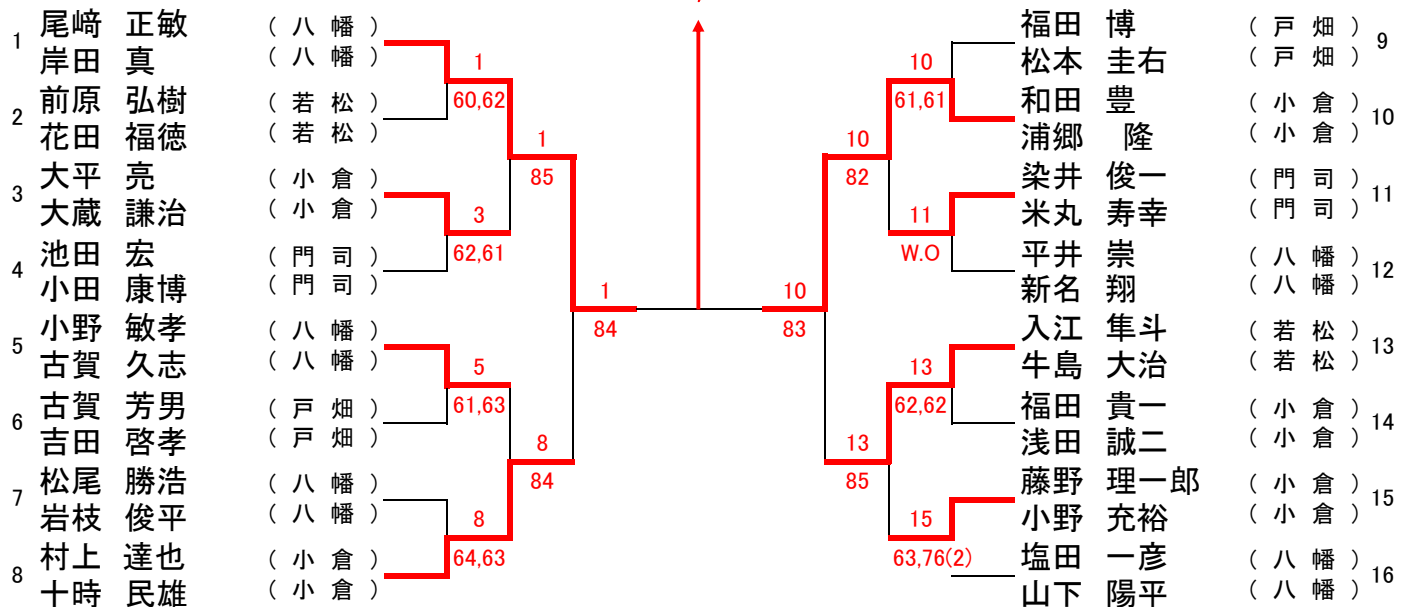 1 尾﨑 正敏 (八幡)
岸田 真 (八幡)
2 前原 弘樹 (若松)
花田 福徳 (若松)
3 大平 亮 (小倉)
大蔵 謙治 (小倉)
4 池田 宏 (門司)
小田 康博 (門司)
5 小野 敏孝 (八幡)
古賀 久志 (八幡)
6 古賀 芳男 (戸畑)
吉田 啓孝 (戸畑)
7 松尾 勝浩 (八幡)
岩枝 俊平 (八幡)
8 村上 達也 (小倉)
十時 民雄 (小倉)
1
60,62
3
62,61
5
61,63
8
64,63
1
85
8
84
1
84
10
83
10
82
13
85
10
61,61
11
W.O
13
62,62
15
63,76(2)
福田 博 (戸畑) 9
松本 圭右 (戸畑)
和田 豊 (小倉) 10
浦郷 隆 (小倉)
染井 俊一 (門司) 11
米丸 寿幸 (門司)
平井 崇 (八幡) 12
新名 翔 (八幡)
入江 隼斗 (若松) 13
牛島 大治 (若松)
福田 貴一 (小倉) 14
浅田 誠二 (小倉)
藤野 理一郎 (小倉) 15
小野 充裕 (小倉)
塩田 一彦 (八幡) 16
山下 陽平 (八幡)